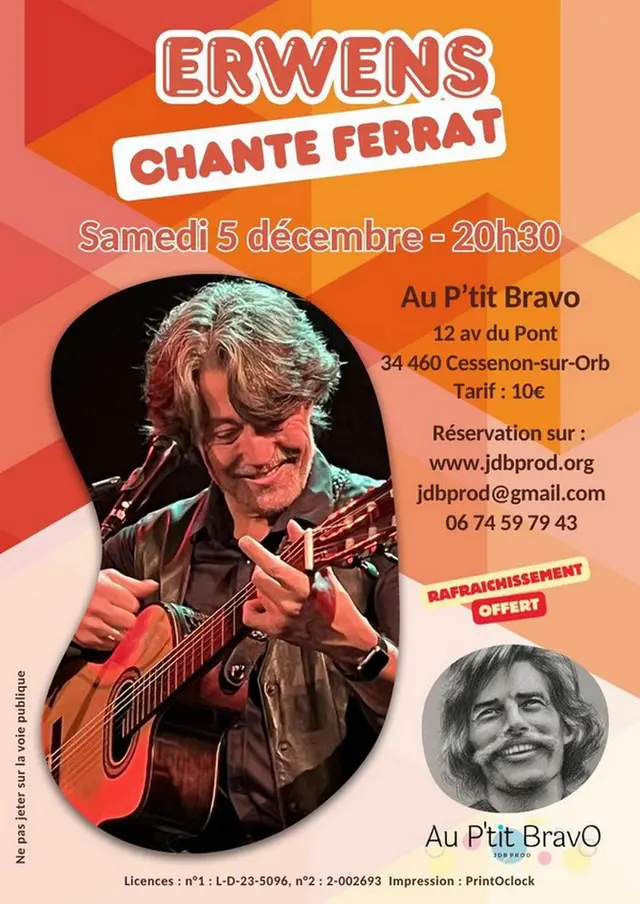 ERWENS
CHANTE FERRAT
Samedi 5 décembre - 20h30
Au P'tit Bravo
12 av du Pont
34 460 Cessenon-sur-Orb
Tarif : 10€
Réservation sur :
www.jdbprod.org
jdbprod@gmail.com
06 74 59 79 43
RAFRAICHISSEMENT
OFFERT
Au P'tit BravO
JDB PROD
Ne pas jeter sur la voie publique
Licences : n°1 : L-D-23-5096, n°2 : 2-002693 Impression : PrintOclock